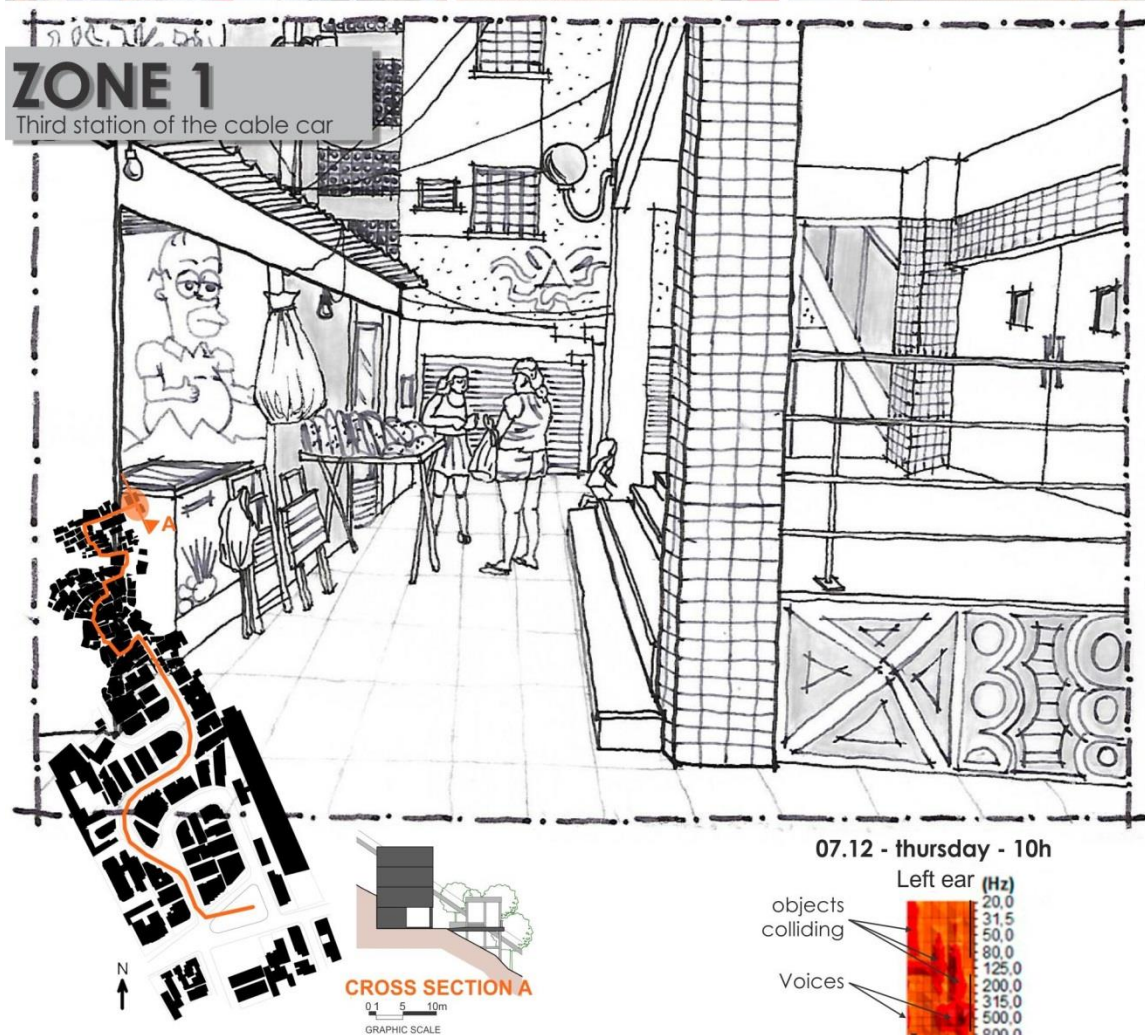 ZONE 1
Third station of the cable car
A
N
CROSS SECTION A
0 1 5 10m
GRAPHIC SCALE
07.12 - thursday - 10h
Left ear (Hz)
objects
colliding
Voices
20,0
31,5
50,0
80,0
125,0
200,0
315,0
500,0
800,0